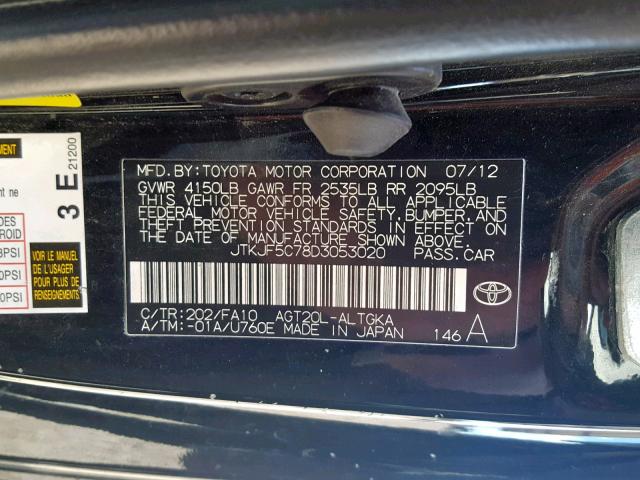 MFD.BY:TOYOTA MOTOR CORPORATION 07/12
GVWR 4150LB GAWR FR 2535LB RR 2095LB
THIS VEHICLE CONFORMS TO ALL APPLICABLE
FEDERAL MOTOR VEHICLE SAFETY,BUMPER,AND
THEFT PREVENTION STANDARDS IN EFFECT ON
THE DATE OF MANUFACTURE SHOWN ABOVE.
JTKJF5C78D3053020 PASS.CAR
C/TR:202/FA10 AGT20L-ALTGKA
A/TM:-01A/U760E MADE IN JAPAN 146A
TOYOTA
3 E
21200
VOIR LE MANUEL
DE L'USAGER
POUR PLUS DE
RENSEIGNEMENTS